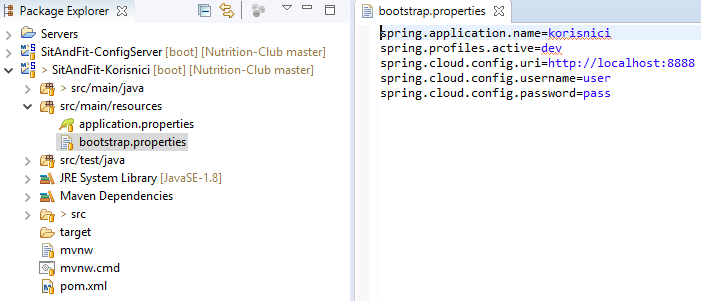 Package Explorer
Servers
SitAndFit-ConfigServer [boot] [Nutrition-Club master]
> SitAndFit-Korisnici [boot] [Nutrition-Club master]
> src/main/java
src/main/resources
application.properties
bootstrap.properties
src/test/java
JRE System Library [JavaSE-1.8]
Maven Dependencies
> src
target
mvnw
mvnw.cmd
pom.xml
bootstrap.properties
spring.application.name=korisnici
spring.profiles.active=dev
spring.cloud.config.uri=http://localhost:8888
spring.cloud.config.username=user
spring.cloud.config.password=pass